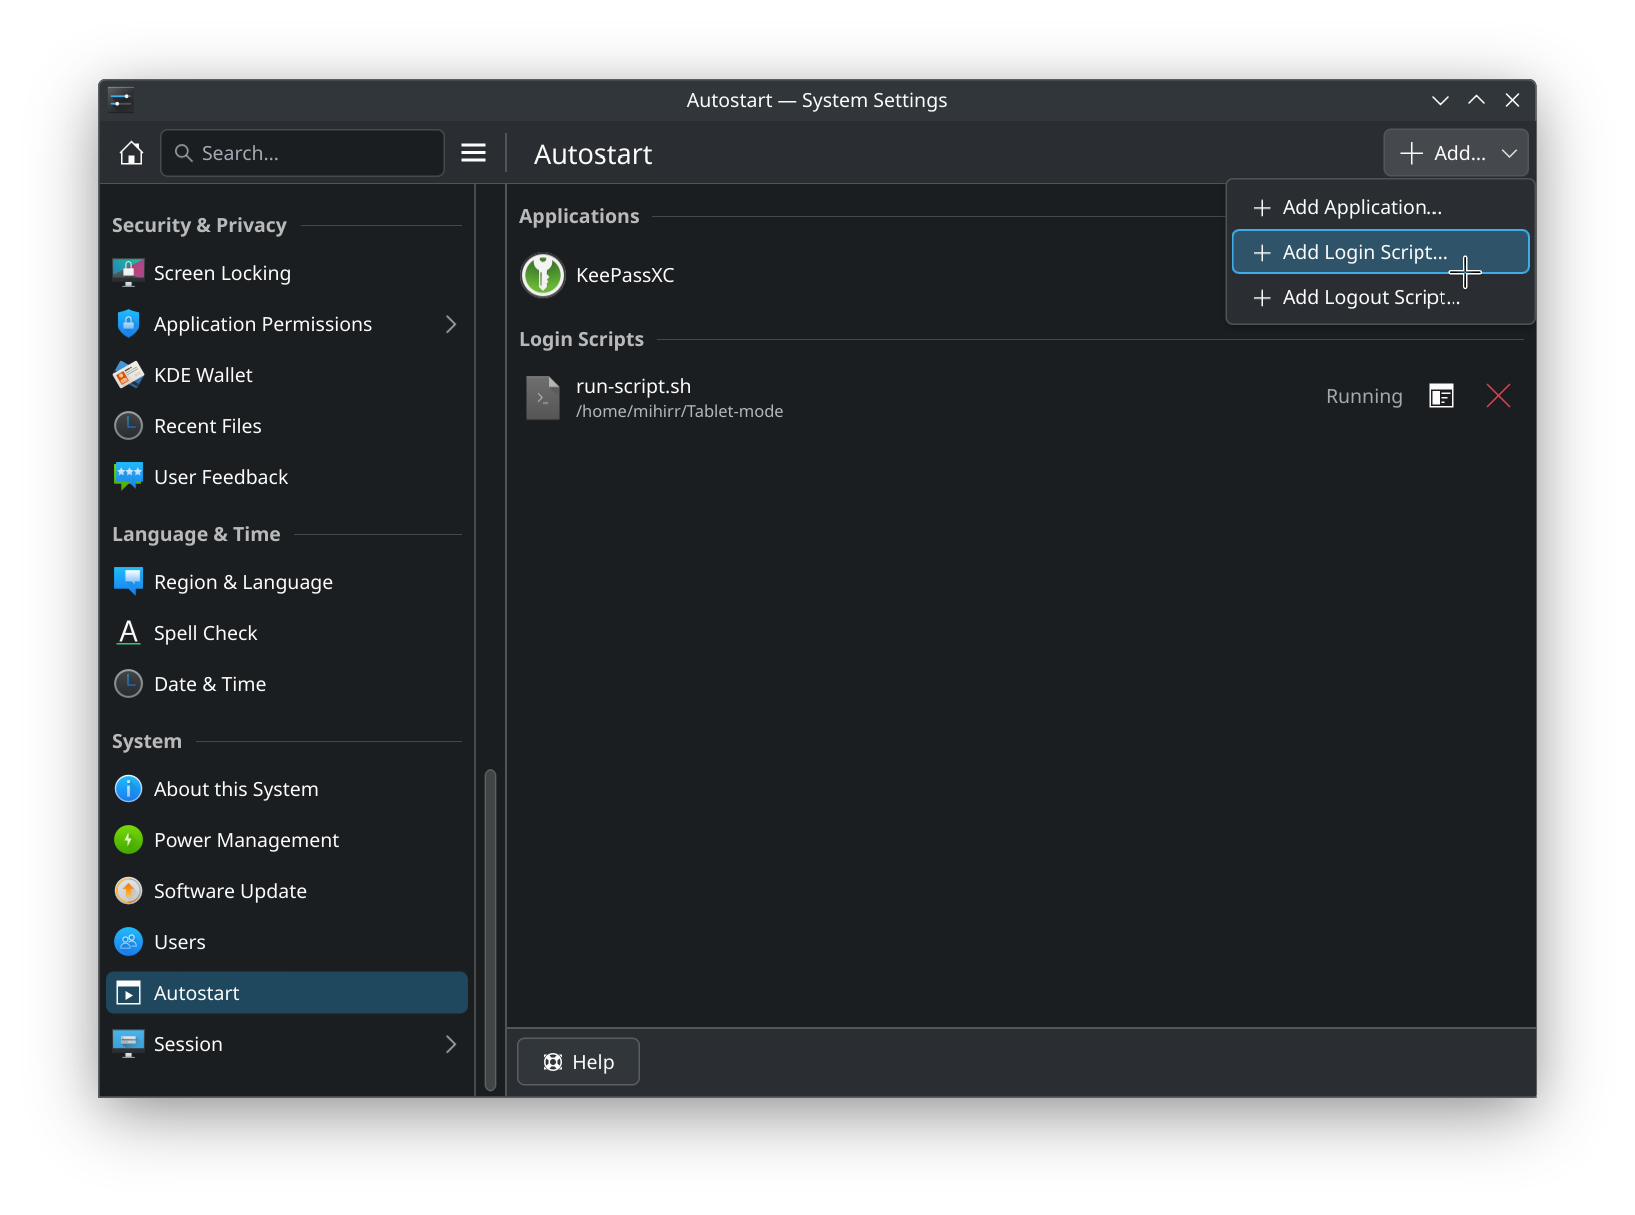 Autostart — System Settings
Search...
Autostart
Add...
Add Application...
Add Login Script...
Add Logout Script...
Security & Privacy
Screen Locking
Application Permissions
KDE Wallet
Recent Files
User Feedback
Language & Time
Region & Language
Spell Check
Date & Time
System
About this System
Power Management
Software Update
Users
Autostart
Session
Applications
KeePassXC
Login Scripts
run-script.sh
/home/mihirr/Tablet-mode
Running
Help